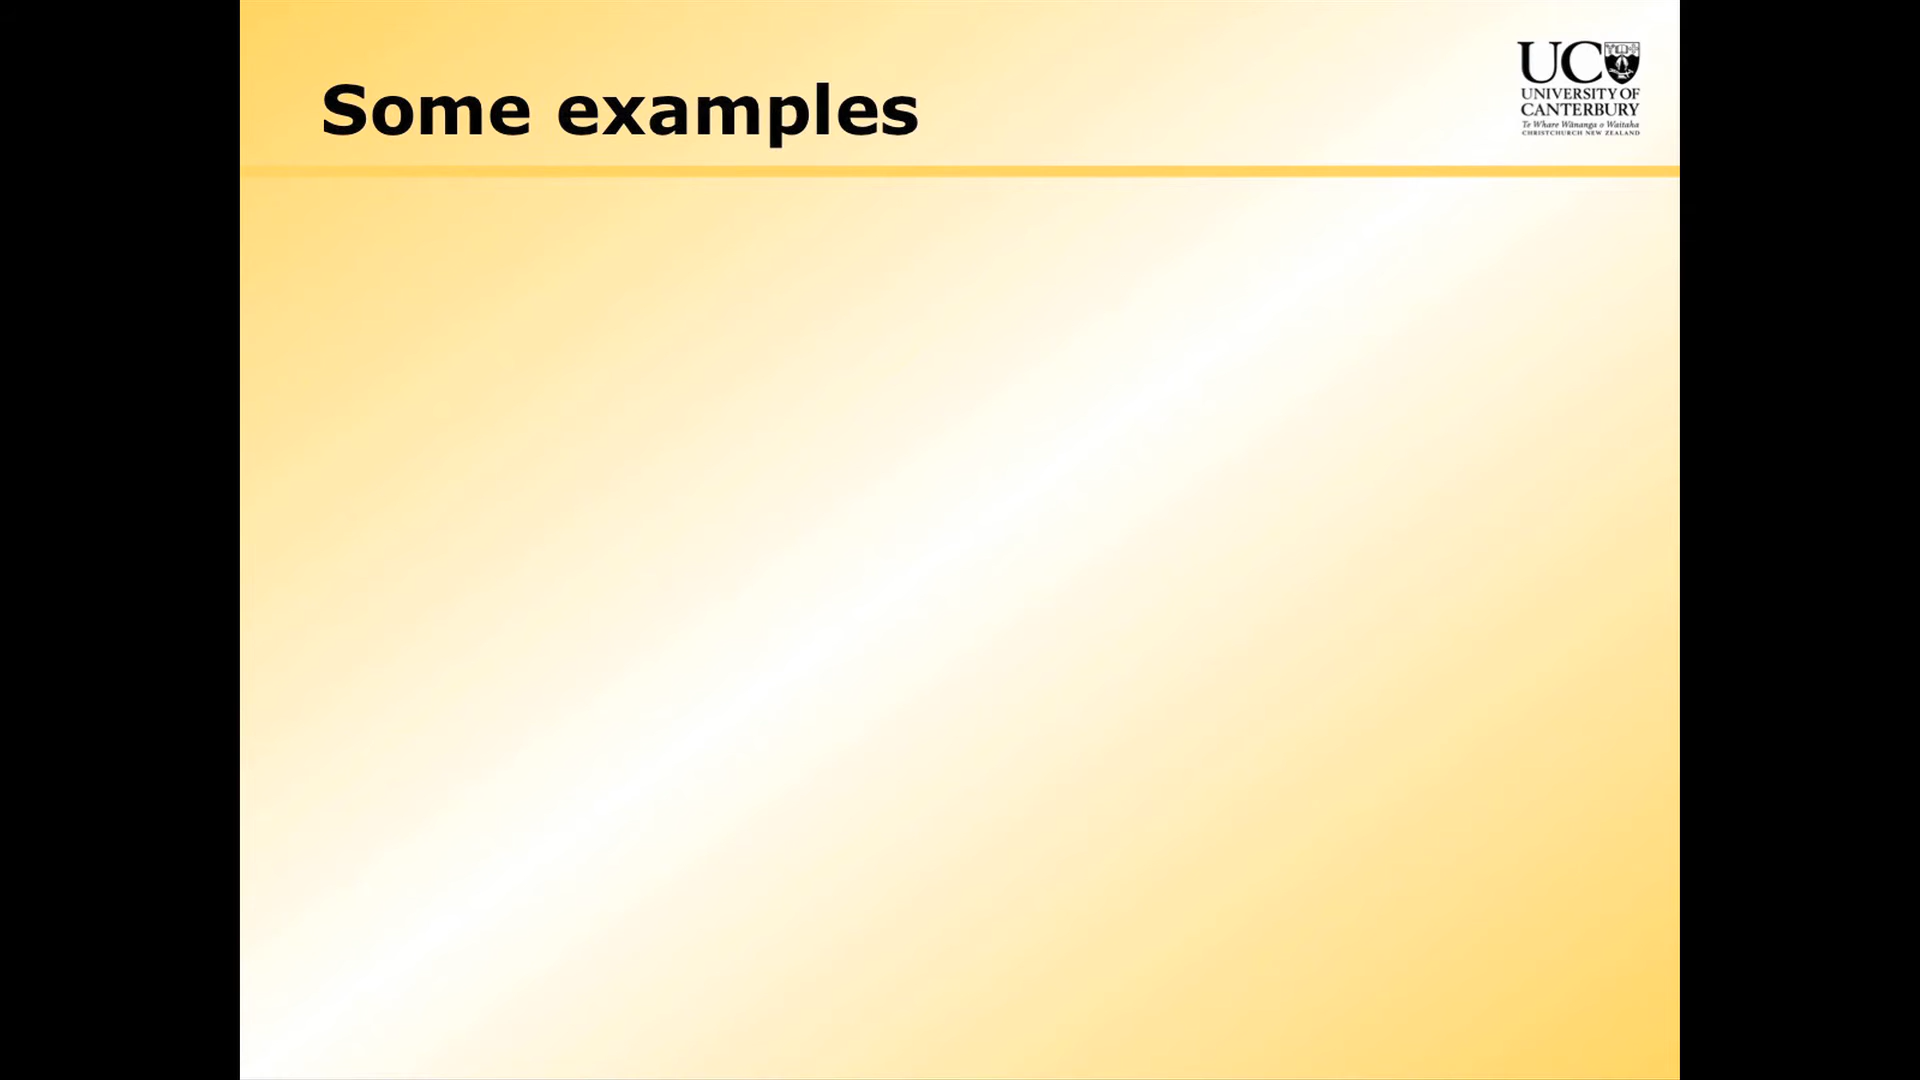 Some examples
UC
UNIVERSITY OF
CANTERBURY
Te Whare Wānanga o Waitaha
CHRISTCHURCH NEW ZEALAND